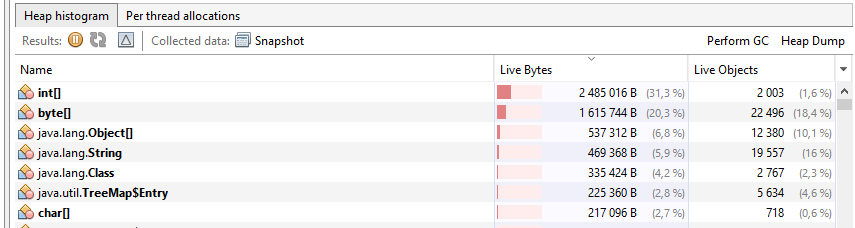 Heap histogram Per thread allocations
Results: Collected data: Snapshot Perform GC Heap Dump
Name Live Bytes Live Objects
int[] 2 485 016 B (31,3 %) 2 003 (1,6 %)
byte[] 1 615 744 B (20,3 %) 22 496 (18,4 %)
java.lang.Object[] 537 312 B (6,8 %) 12 380 (10,1 %)
java.lang.String 469 368 B (5,9 %) 19 557 (16 %)
java.lang.Class 335 424 B (4,2 %) 2 767 (2,3 %)
java.util.TreeMap$Entry 225 360 B (2,8 %) 5 634 (4,6 %)
char[] 217 096 B (2,7 %) 718 (0,6 %)